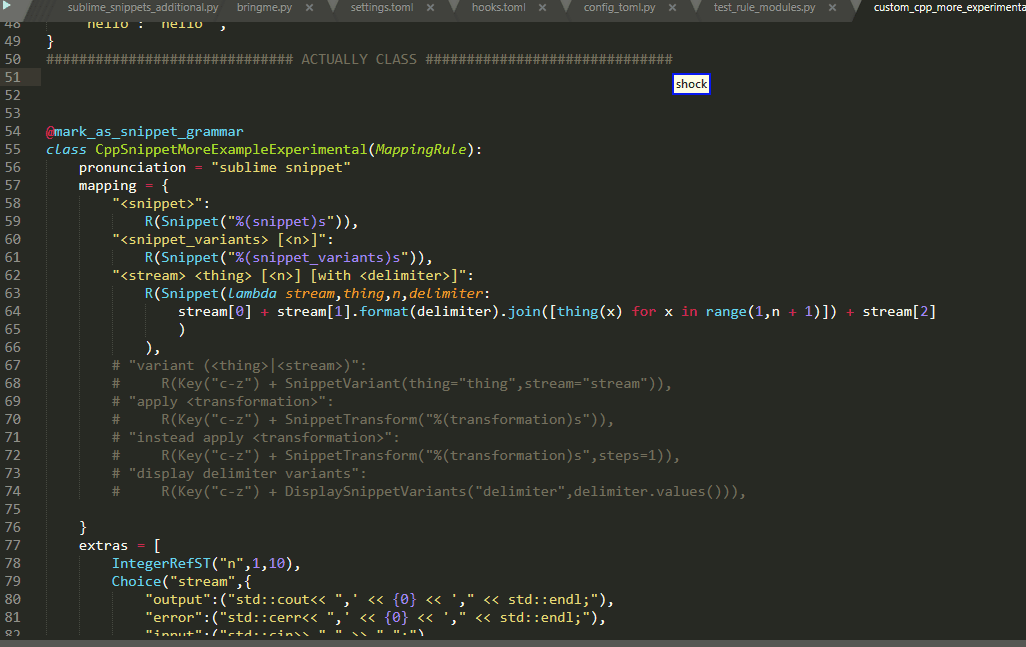 sublime_snippets_additional.py bringme.py × settings.toml × hooks.toml × config_toml.py × test_rule_modules.py × custom_cpp_more_experimenta
48 "hello": "hello",
49 }
50 ############################## ACTUALLY CLASS ##############################
51
shock
52
53
54 @mark_as_snippet_grammar
55 class CppSnippetMoreExampleExperimental(MappingRule):
56 pronunciation = "sublime snippet"
57 mapping = {
58 "<snippet>":
59 R(Snippet("%(snippet)s")),
60 "<snippet_variants> [<n>]":
61 R(Snippet("%(snippet_variants)s")),
62 "<stream> <thing> [<n>] [with <delimiter>]":
63 R(Snippet(lambda stream,thing,n,delimiter:
64 stream[0] + stream[1].format(delimiter).join([thing(x) for x in range(1,n + 1)]) + stream[2]
65 )
66 ),
67 # "variant (<thing>|<stream>)":
68 # R(Key("c-z") + SnippetVariant(thing="thing",stream="stream")),
69 # "apply <transformation>":
70 # R(Key("c-z") + SnippetTransform("%(transformation)s")),
71 # "instead apply <transformation>":
72 # R(Key("c-z") + SnippetTransform("%(transformation)s",steps=1)),
73 # "display delimiter variants":
74 # R(Key("c-z") + DisplaySnippetVariants("delimiter",delimiter.values())),
75
76 }
77 extras = [
78 IntegerRefST("n",1,10),
79 Choice("stream",{
80 "output":("std::cout<< ",' << {0} << '," << std::endl;"),
81 "error":("std::cerr<< ",' << {0} << '," << std::endl;"),
82 "input":("std::cin>> "," >> ",";")